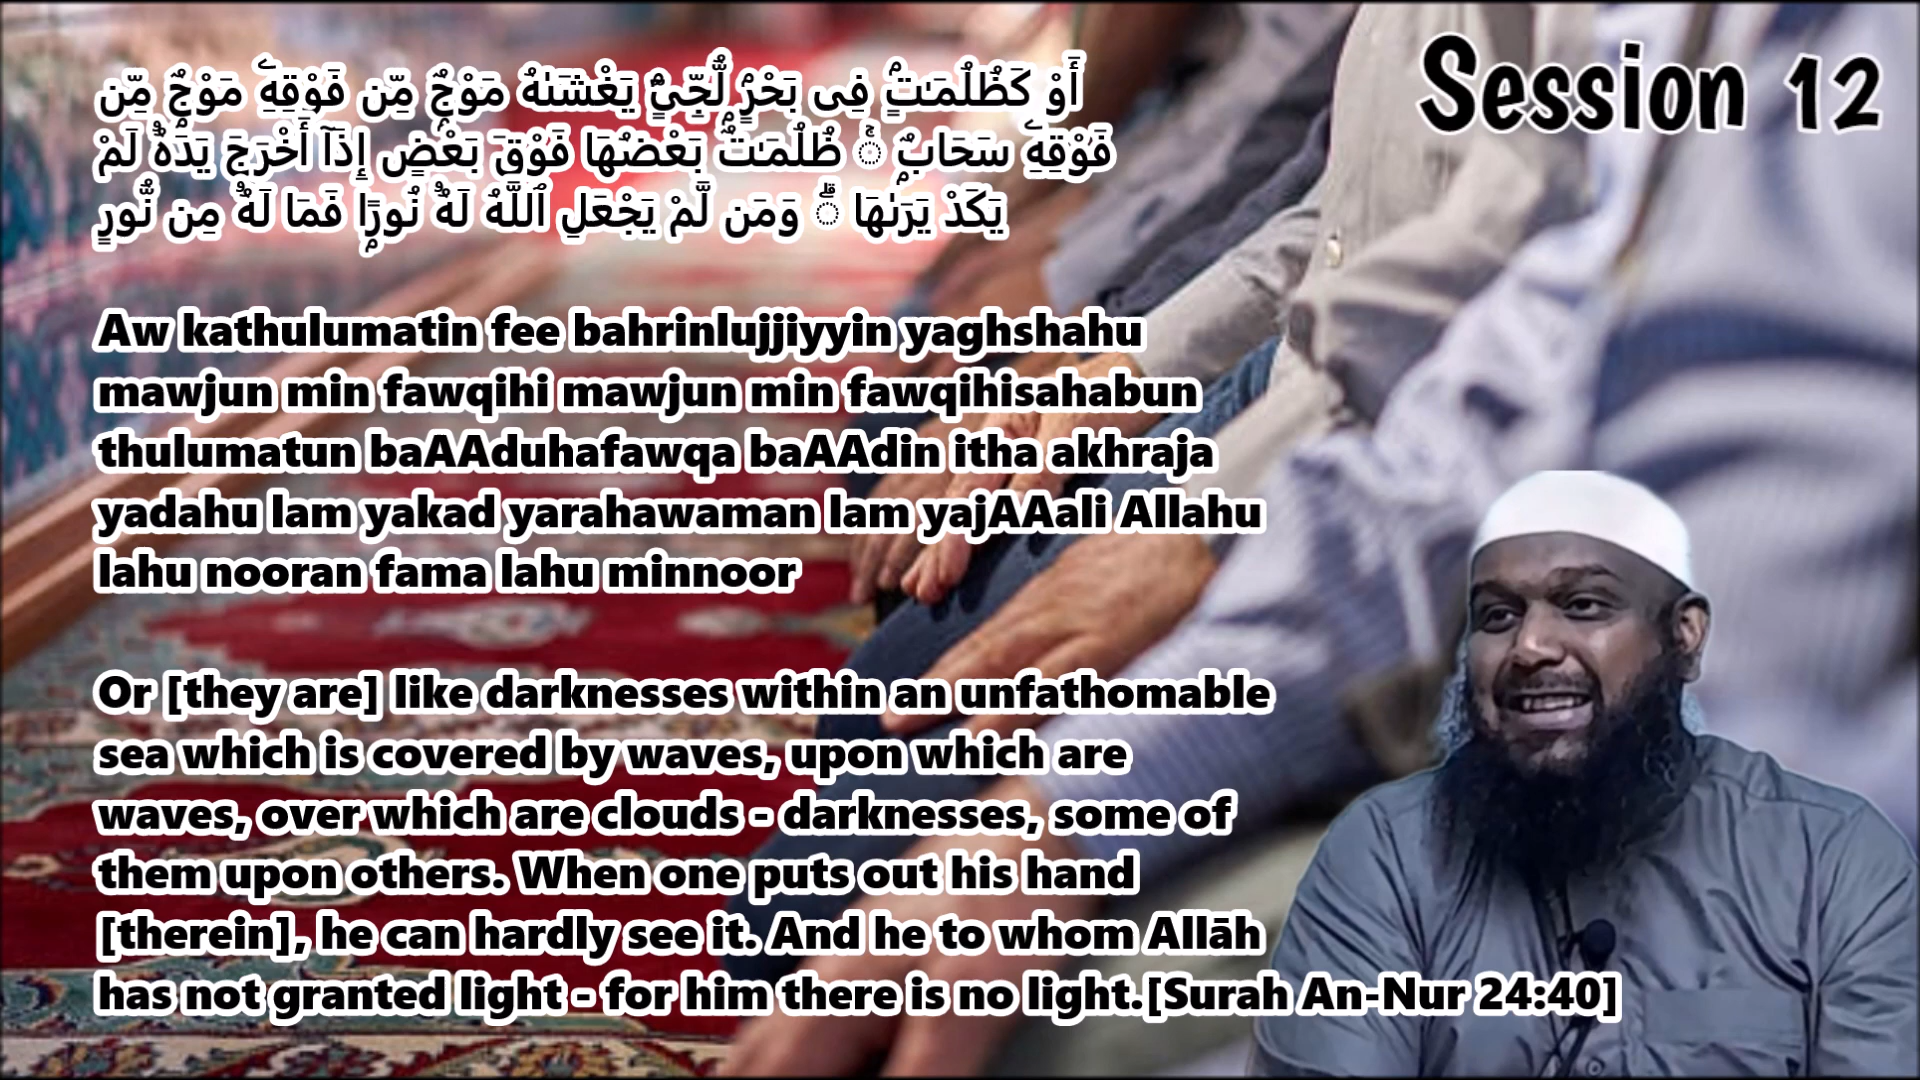 أَوْ كَظُلُمَـٰتٍۢ فِى بَحْرٍۢ لُّجِّىٍّۢ يَغْشَىٰهُ مَوْجٌۭ مِّن فَوْقِهِۦ مَوْجٌۭ مِّن
فَوْقِهِۦ سَحَابٌۭ ۚ ظُلُمَـٰتٌۢ بَعْضُهَا فَوْقَ بَعْضٍ إِذَآ أَخْرَجَ يَدَهُۥ لَمْ
يَكَدْ يَرَىٰهَا ۗ وَمَن لَّمْ يَجْعَلِ ٱللَّهُ لَهُۥ نُورًۭا فَمَا لَهُۥ مِن نُّورٍ
Session 12
Aw kathulumatin fee bahrinlujjiyyin yaghshahu
mawjun min fawqihi mawjun min fawqihisahabun
thulumatun baAAduhafawqa baAAdin itha akhraja
yadahu lam yakad yarahawaman lam yajAAali Allahu
lahu nooran fama lahu minnoor
Or [they are] like darknesses within an unfathomable
sea which is covered by waves, upon which are
waves, over which are clouds - darknesses, some of
them upon others. When one puts out his hand
[therein], he can hardly see it. And he to whom Allāh
has not granted light - for him there is no light.[Surah An-Nur 24:40]